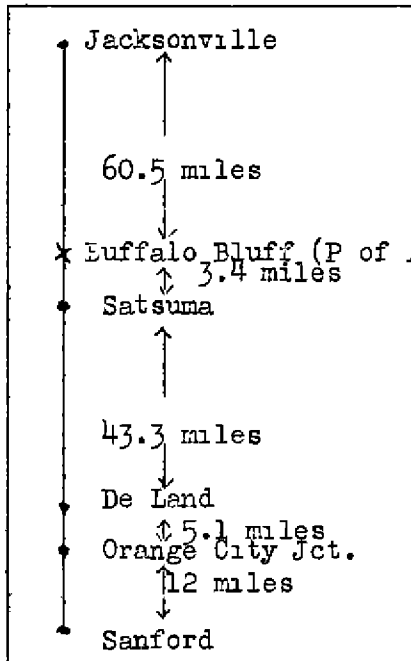 Jacksonville
60.5 miles
Buffalo Bluff (P of
3.4 miles
Satsuma
43.3 miles
De Land
5.1 miles
Orange City Jct.
12 miles
Sanford